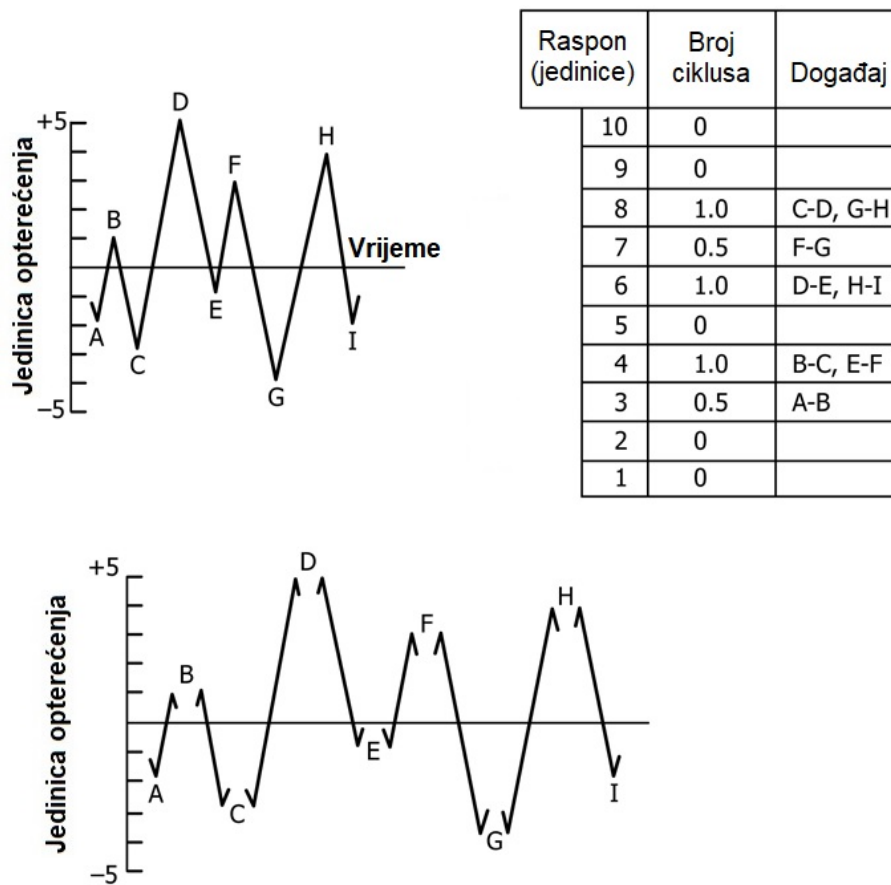 +5
Jedinica opterećenja
-5
A
B
C
D
E
F
G
H
I
Vrijeme
Raspon (jedinice) Broj ciklusa Događaj
10 0
9 0
8 1.0 C-D, G-H
7 0.5 F-G
6 1.0 D-E, H-I
5 0
4 1.0 B-C, E-F
3 0.5 A-B
2 0
1 0
+5
Jedinica opterećenja
-5
A
B
C
D
E
F
G
H
I